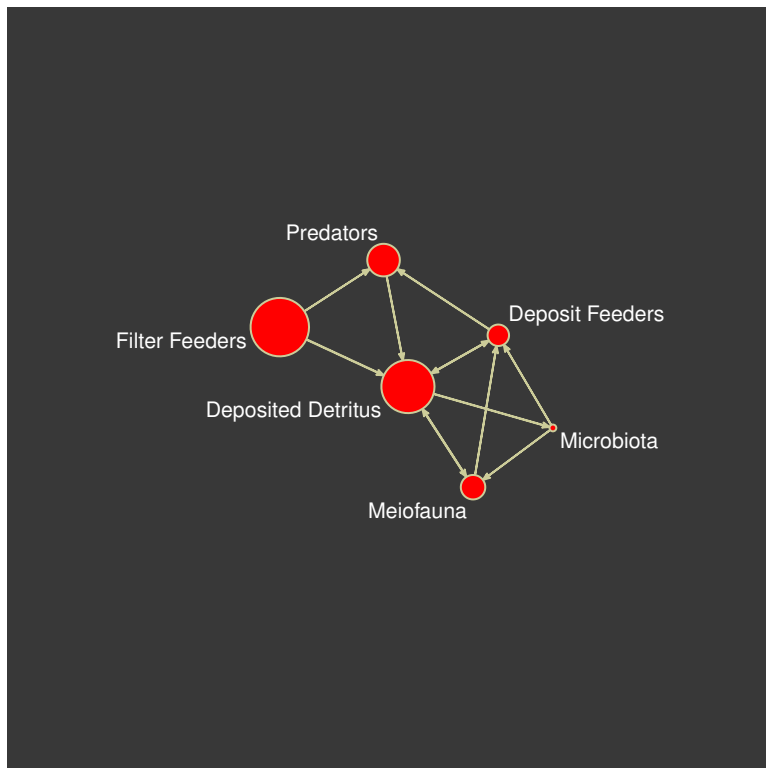 Predators
Deposit Feeders
Filter Feeders
Deposited Detritus
Microbiota
Meiofauna